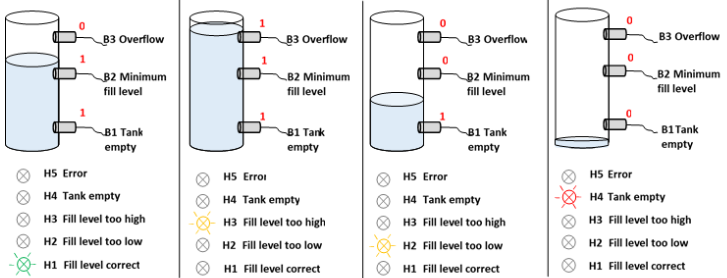 0
B3 Overflow
1
B2 Minimum
fill level
1
B1 Tank
empty
H5 Error
H4 Tank empty
H3 Fill level too high
H2 Fill level too low
H1 Fill level correct
1
B3 Overflow
1
B2 Minimum
fill level
1
B1 Tank
empty
H5 Error
H4 Tank empty
H3 Fill level too high
H2 Fill level too low
H1 Fill level correct
0
B3 Overflow
0
B2 Minimum
fill level
1
B1 Tank
empty
H5 Error
H4 Tank empty
H3 Fill level too high
H2 Fill level too low
H1 Fill level correct
0
B3 Overflow
0
B2 Minimum
fill level
0
B1Tank
empty
H5 Error
H4 Tank empty
H3 Fill level too high
H2 Fill level too low
H1 Fill level correct